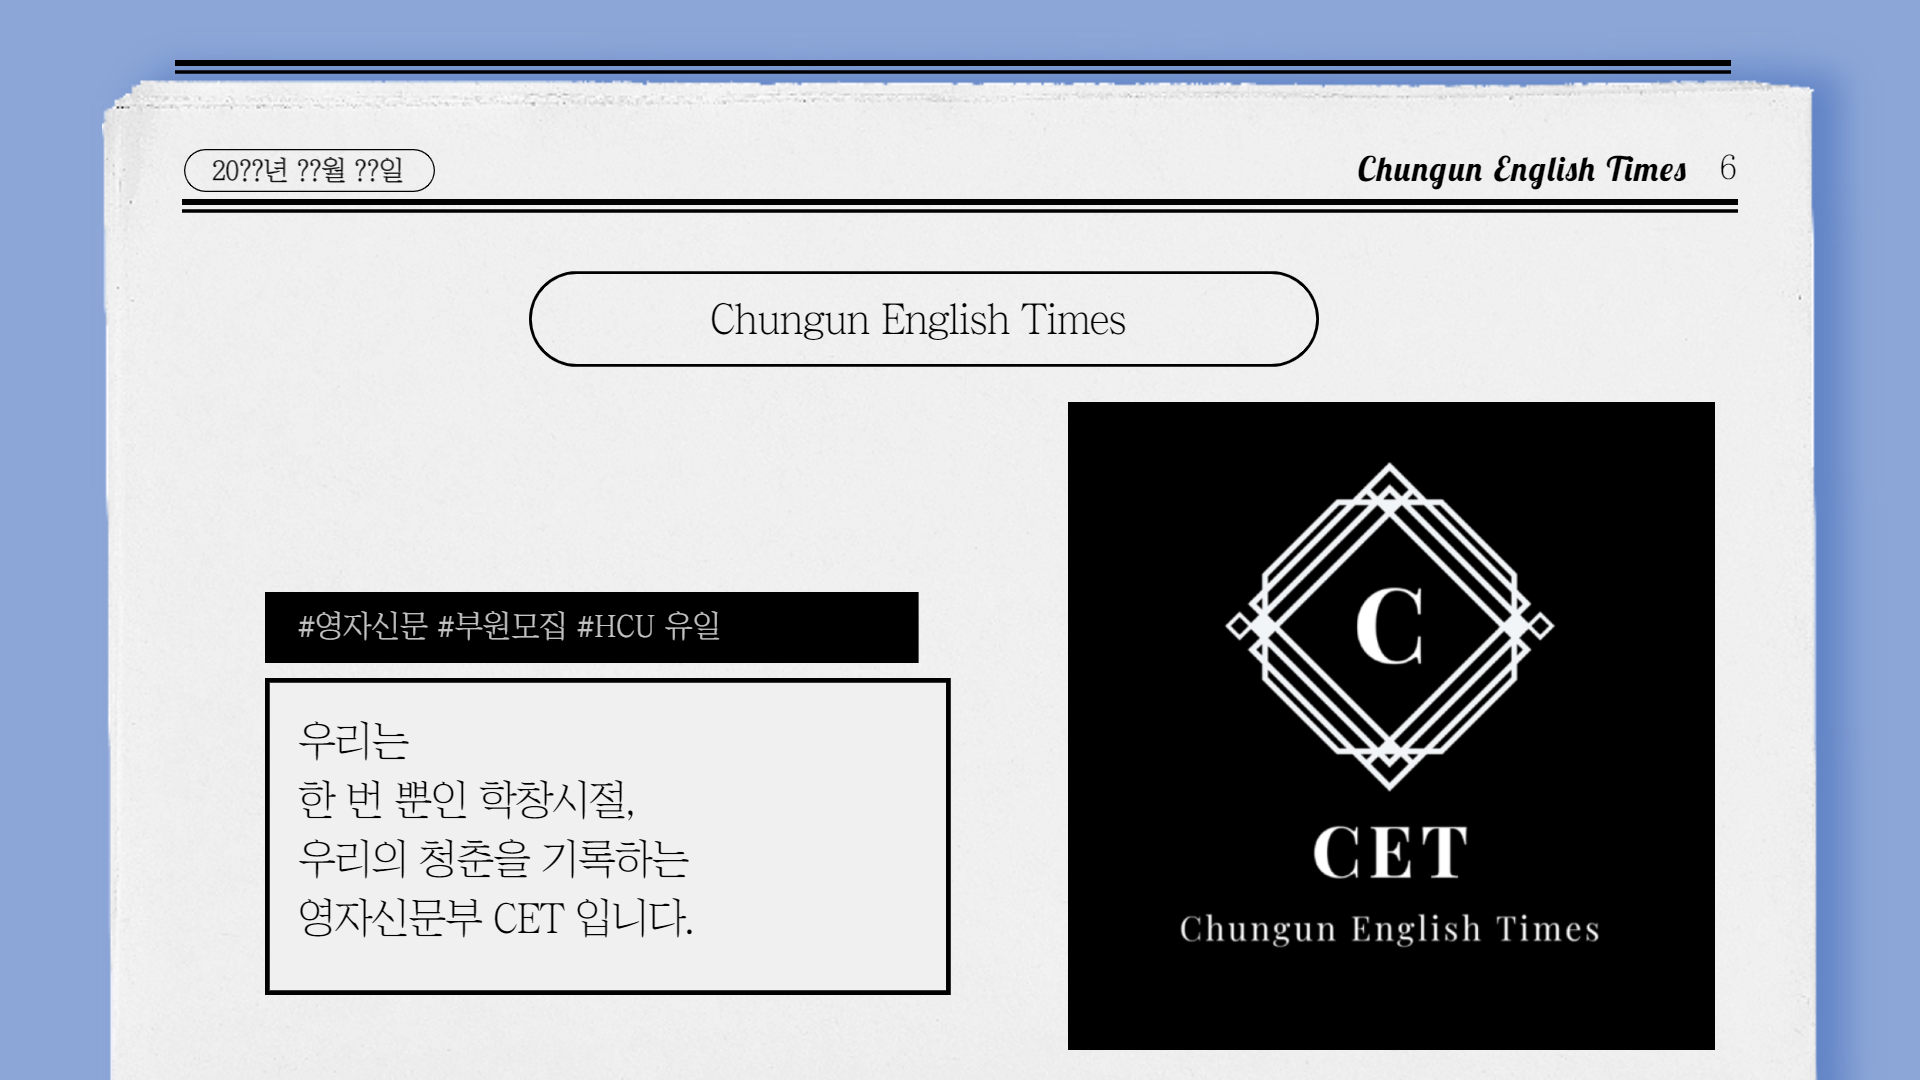 20??년 ??월 ??일
Chungun English Times 6
Chungun English Times
#영자신문 #부원모집 #HCU 유일
우리는
한 번 뿐인 학창시절,
우리의 청춘을 기록하는
영자신문부 CET 입니다.
C
CET
Chungun English Times